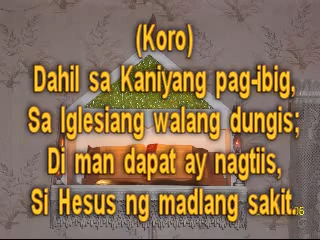 (Koro)
Dahil sa Kaniyang pag-ibig,
Sa Iglesiang walang dungis;
Di man dapat ay nagtiis,
Si Hesus ng madlang sakit.